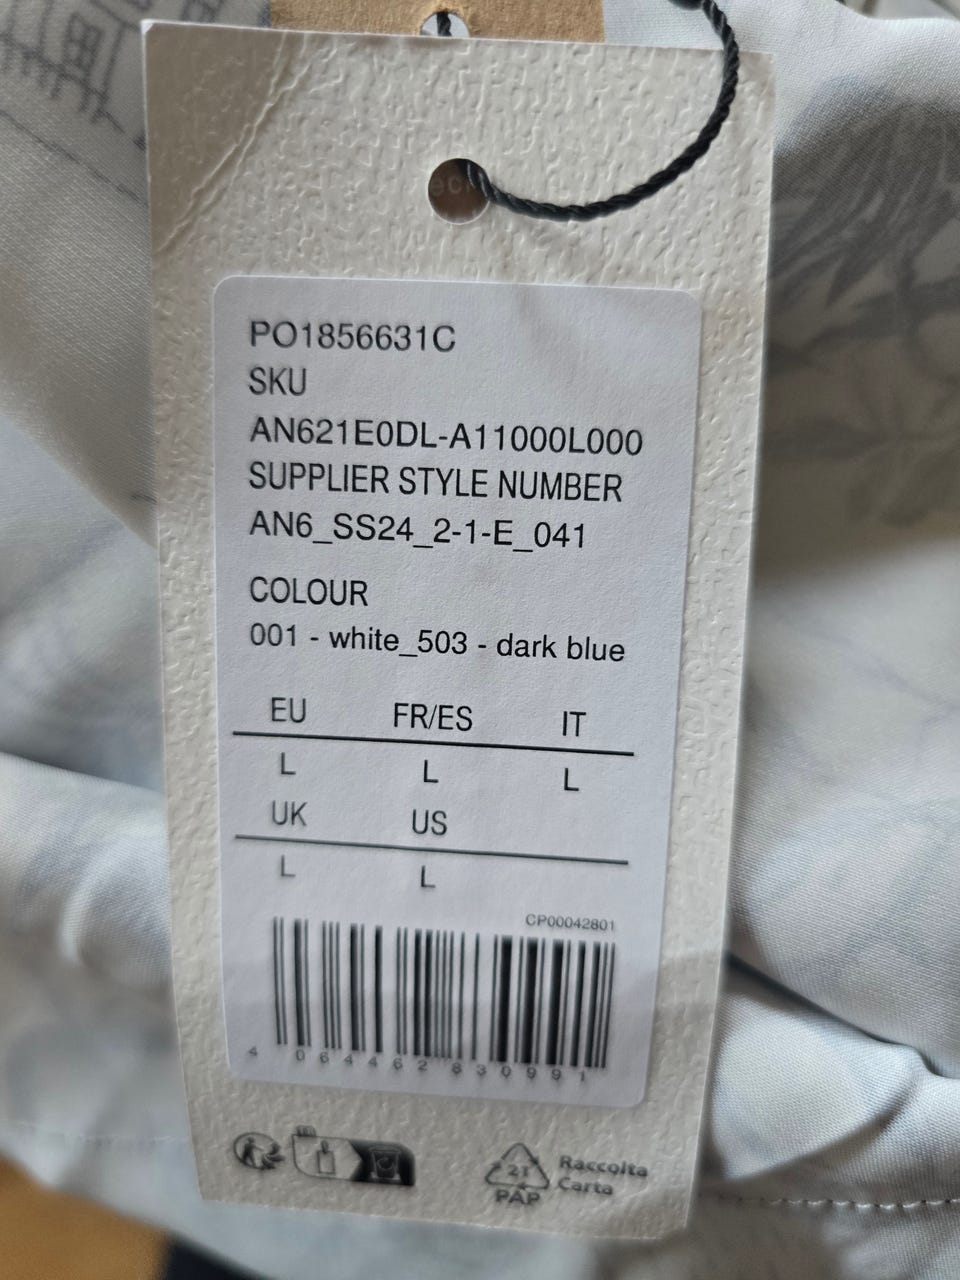 PO1856631C
SKU
AN621E0DL-A11000L000
SUPPLIER STYLE NUMBER
AN6_SS24_2-1-E_041
COLOUR
001 - white_503 - dark blue
EU FR/ES IT
L L L
UK US
L L
CP00042801
4 064462 830991
21
PAP
Raccolta
Carta